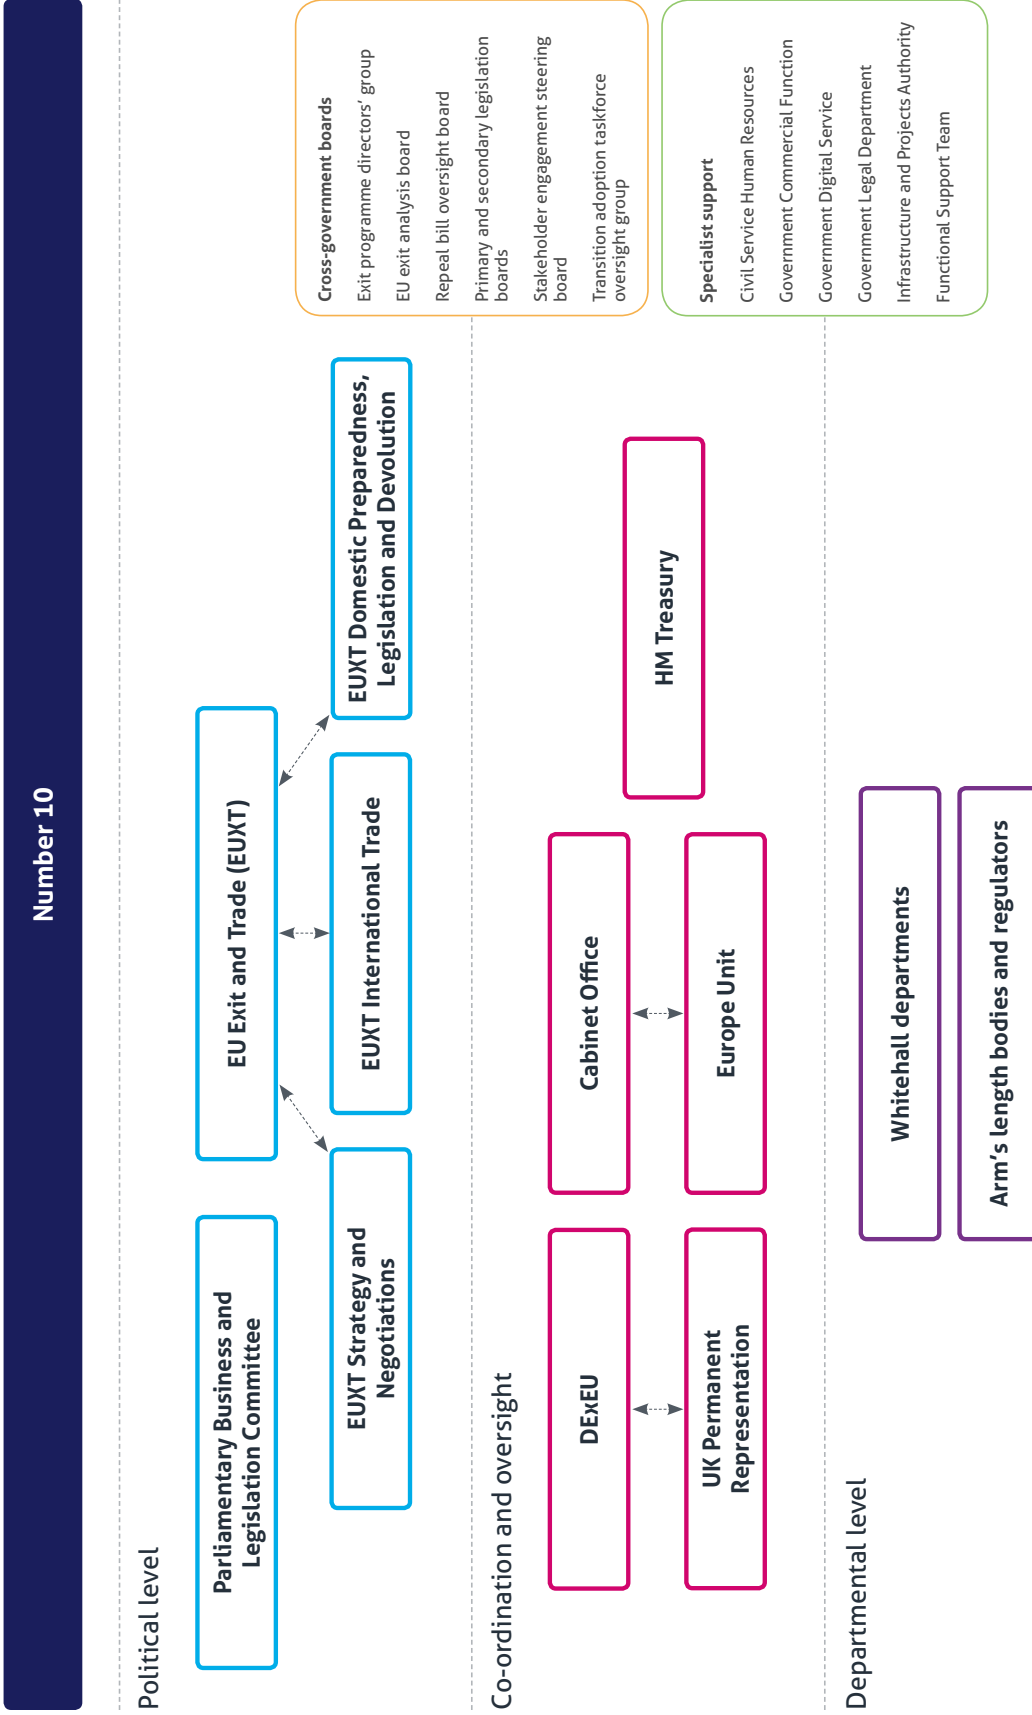 Number 10
Political level
Parliamentary Business and
Legislation Committee
EU Exit and Trade (EUXT)
EUXT Strategy and
Negotiations
EUXT International Trade
EUXT Domestic Preparedness,
Legislation and Devolution
Cross-government boards
Exit programme directors’ group
EU exit analysis board
Repeal bill oversight board
Primary and secondary legislation
boards
Stakeholder engagement steering
board
Transition adoption taskforce
oversight group
Co-ordination and oversight
DExEU
Cabinet Office
HM Treasury
UK Permanent
Representation
Europe Unit
Specialist support
Civil Service Human Resources
Government Commercial Function
Government Digital Service
Government Legal Department
Infrastructure and Projects Authority
Functional Support Team
Departmental level
Whitehall departments
Arm’s length bodies and regulators